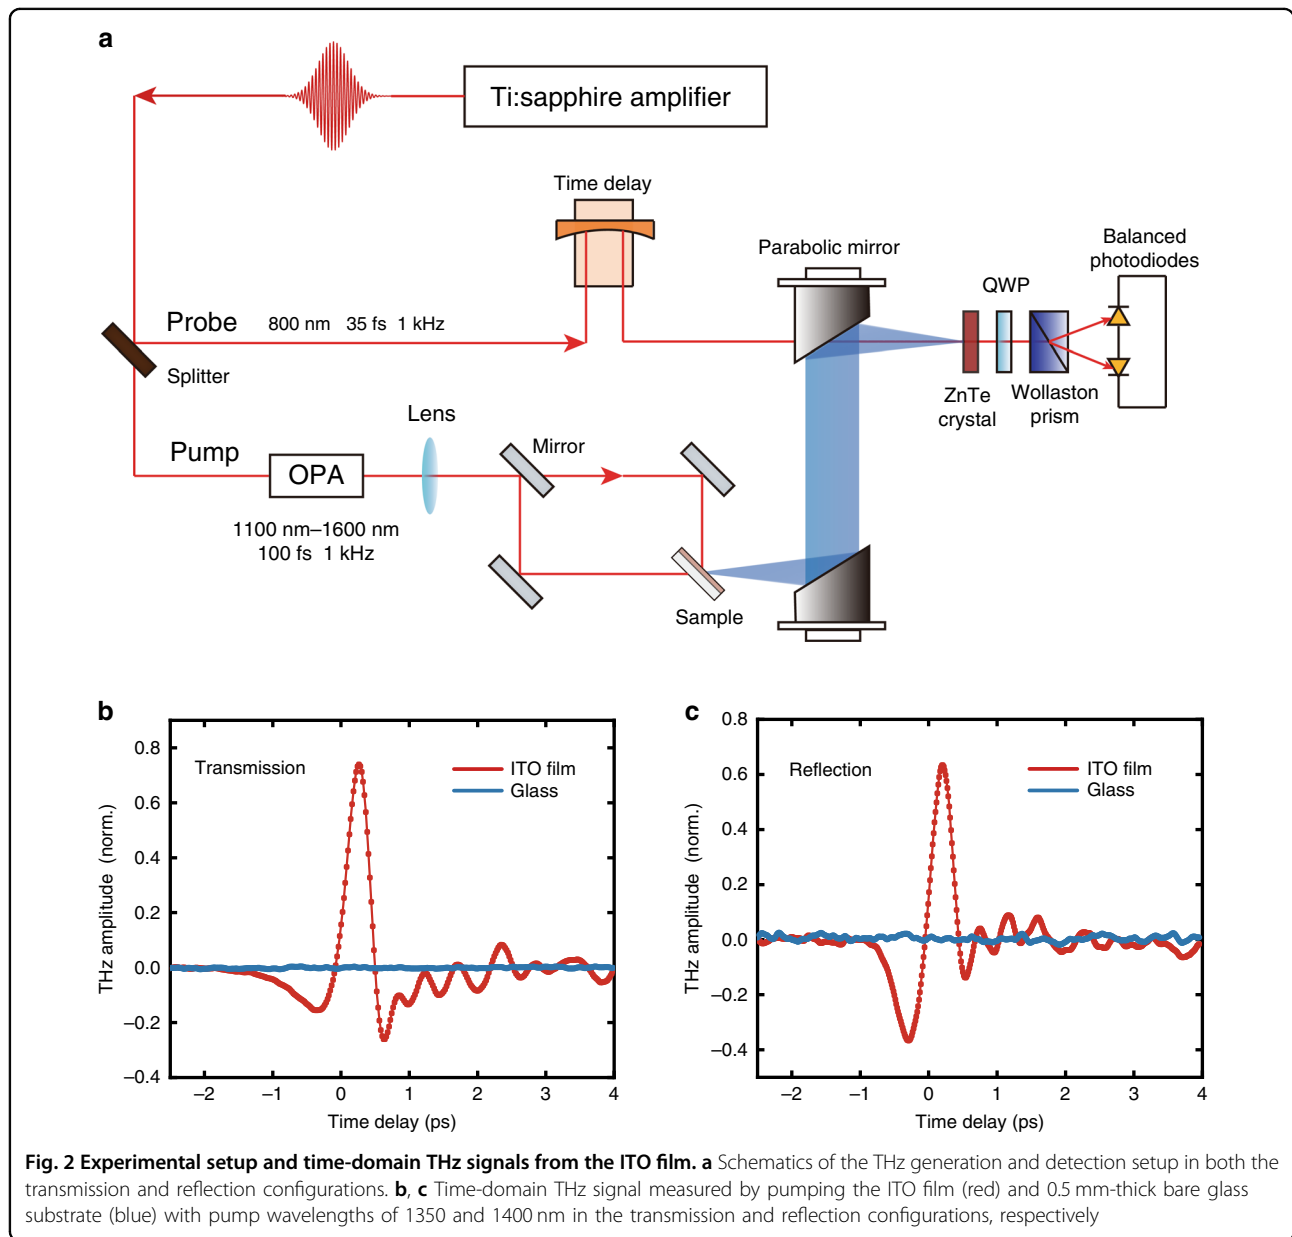 a
Ti:sapphire amplifier
Time delay
Parabolic mirror
Balanced
photodiodes
QWP
Probe
800 nm 35 fs 1 kHz
Splitter
ZnTe
crystal
Wollaston
prism
Lens
Pump
OPA
Mirror
1100 nm–1600 nm
100 fs 1 kHz
Sample
b
Transmission
ITO film
Glass
THz amplitude (norm.)
0.8
0.6
0.4
0.2
0.0
−0.2
−0.4
−2 −1 0 1 2 3 4
Time delay (ps)
c
Reflection
ITO film
Glass
THz amplitude (norm.)
0.8
0.6
0.4
0.2
0.0
−0.2
−0.4
−2 −1 0 1 2 3 4
Time delay (ps)
Fig. 2 Experimental setup and time-domain THz signals from the ITO film. a Schematics of the THz generation and detection setup in both the
transmission and reflection configurations. b, c Time-domain THz signal measured by pumping the ITO film (red) and 0.5 mm-thick bare glass
substrate (blue) with pump wavelengths of 1350 and 1400 nm in the transmission and reflection configurations, respectively